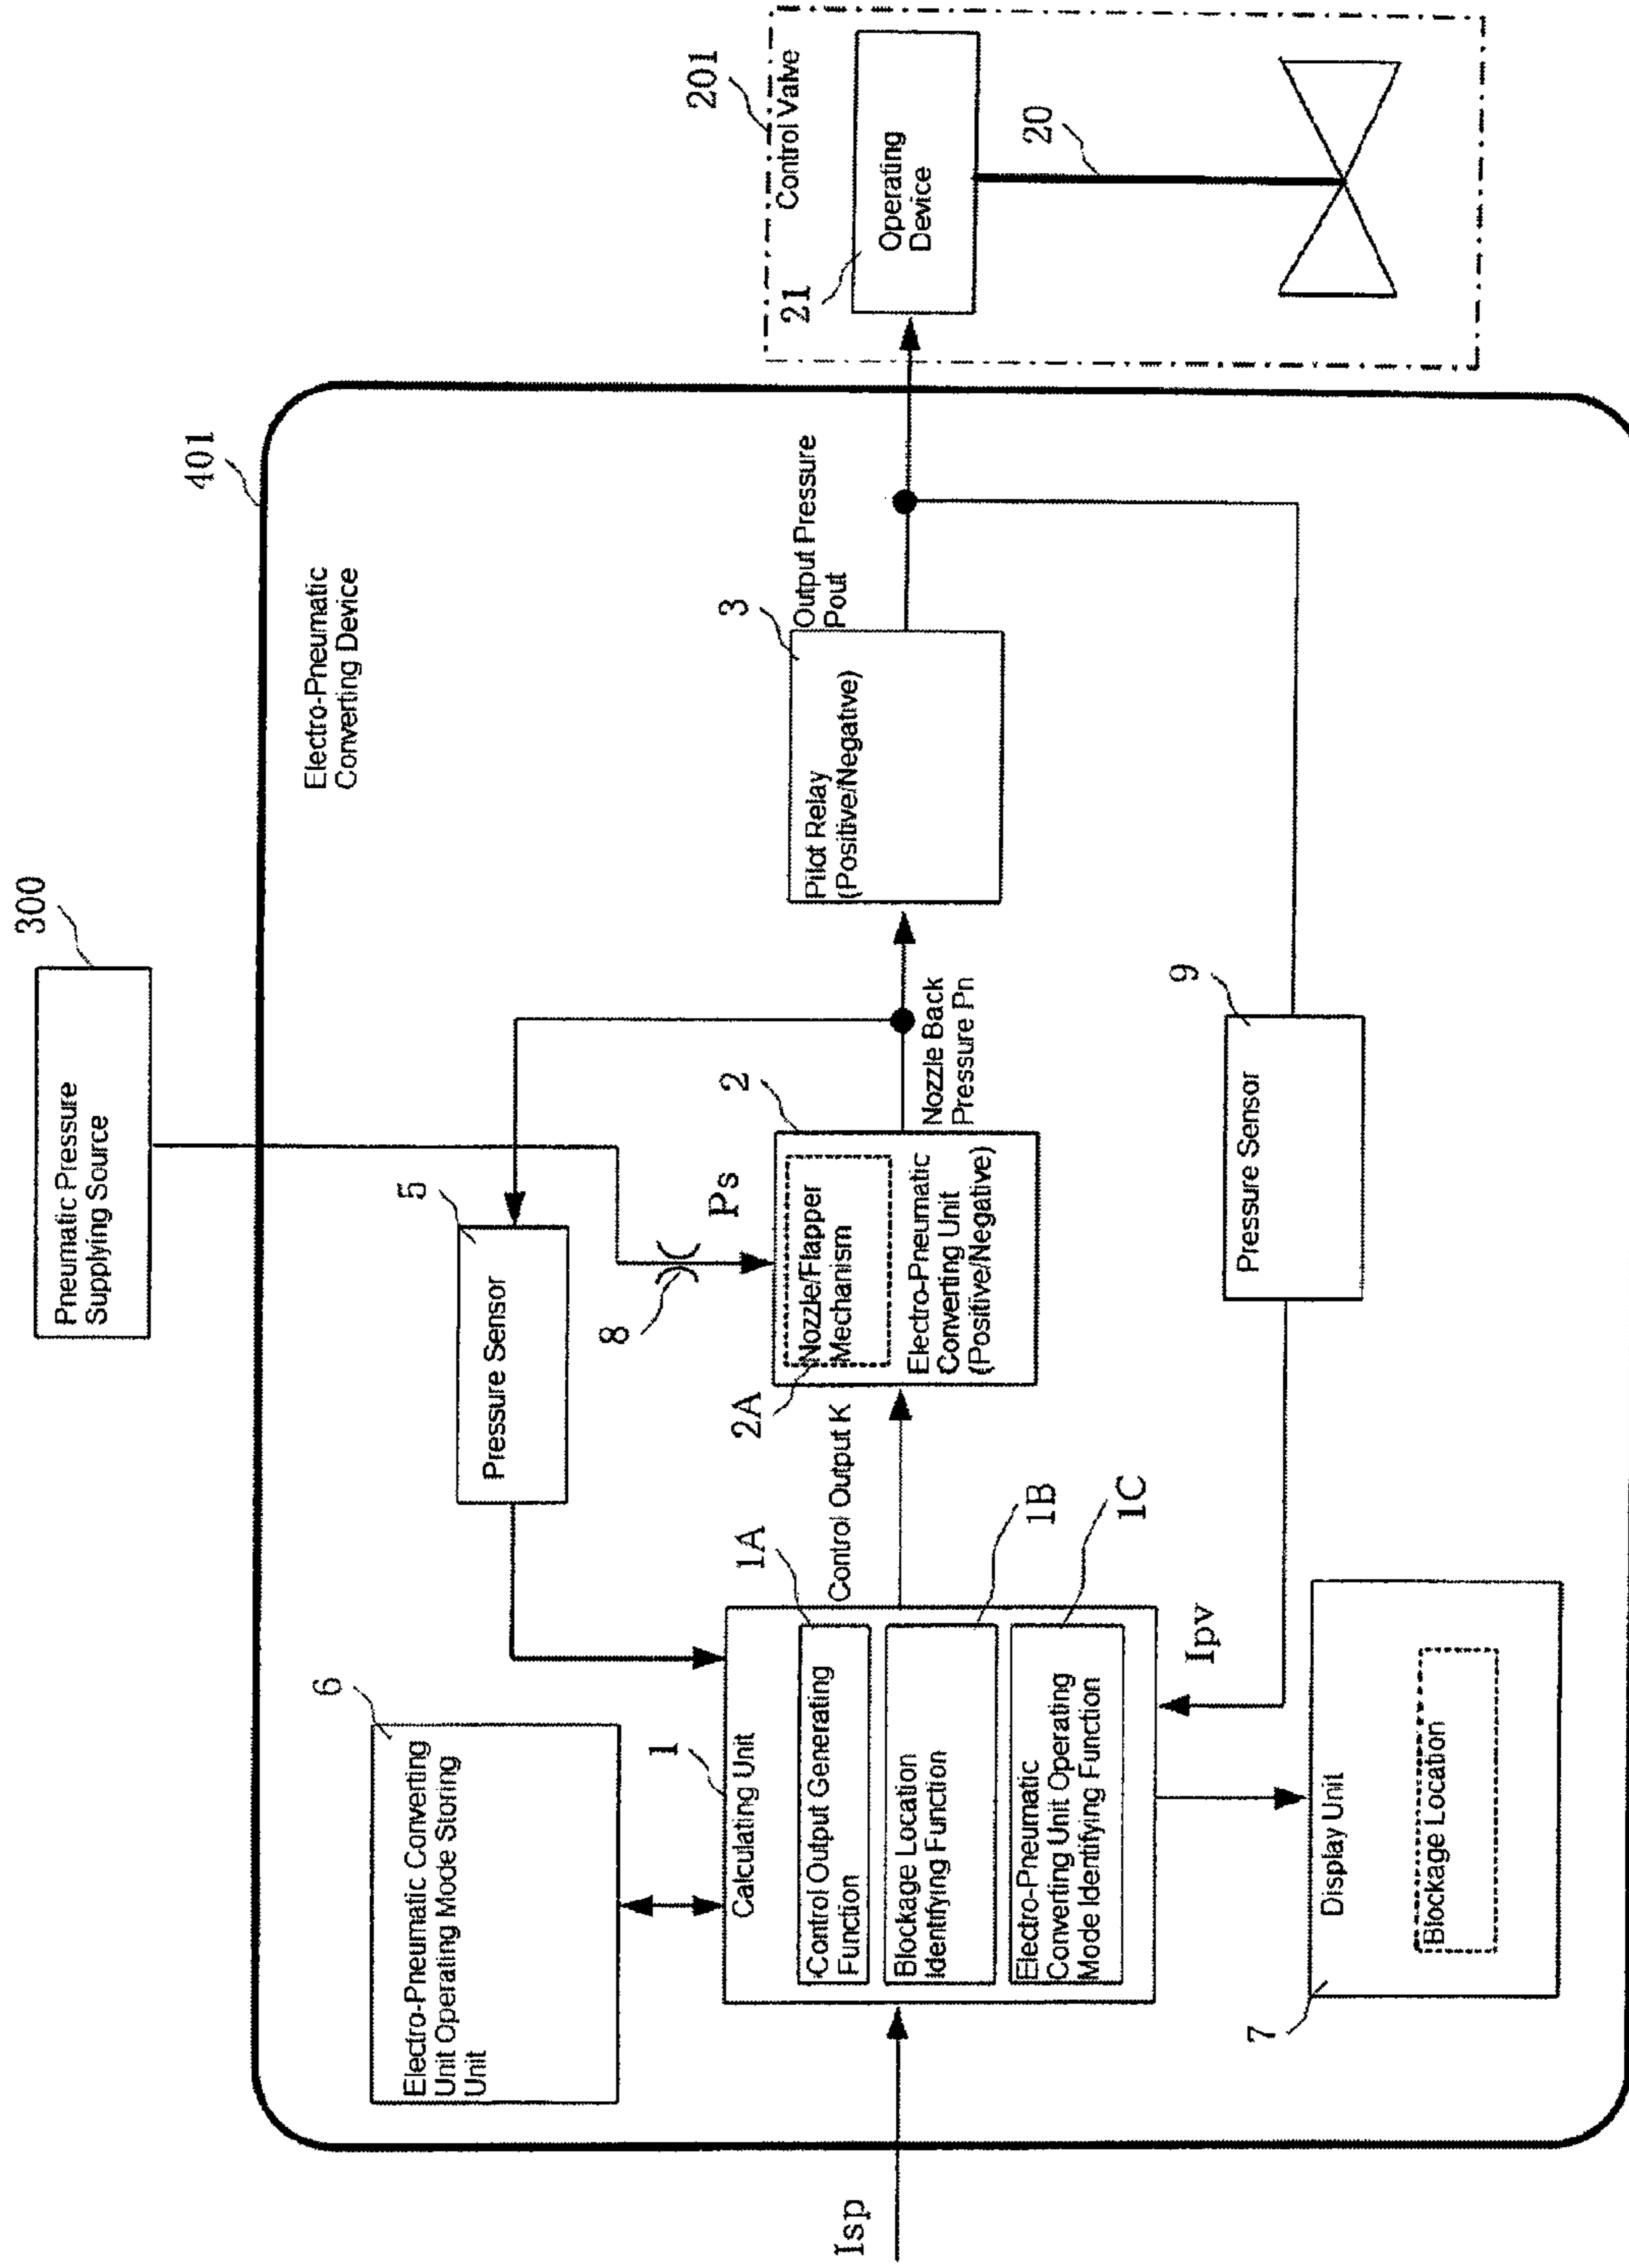 300
Pneumatic Pressure
Supplying Source
401
Electro-Pneumatic
Converting Device
201
Control Valve
21
Operating
Device
20
6
Electro-Pneumatic Converting
Unit Operating Mode Storing
Unit
5
Pressure Sensor
8
Ps
2
2A
Nozzle/Flapper
Mechanism
Electro-Pneumatic
Converting Unit
(Positive/Negative)
Nozzle Back
Pressure Pn
3
Pilot Relay
(Positive/Negative)
Output Pressure
Pout
Isp
1
Calculating Unit
1A
Control Output Generating
Function
1B
Blockage Location
Identifying Function
1C
Electro-Pneumatic
Converting Unit Operating
Mode Identifying Function
Control Output K
Ipv
9
Pressure Sensor
7
Display Unit
Blockage Location